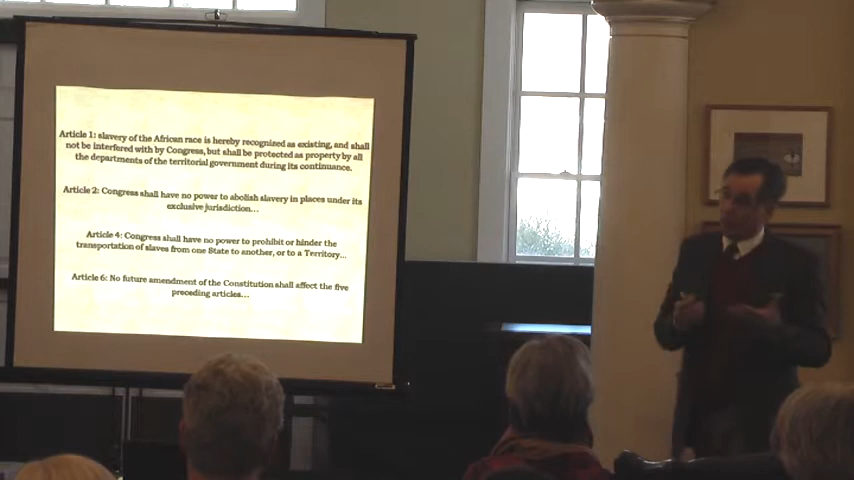 Article 1: slavery of the African race is hereby recognized as existing, and shall
not be interfered with by Congress, but shall be protected as property by all
the departments of the territorial government during its continuance.
Article 2: Congress shall have no power to abolish slavery in places under its
exclusive jurisdiction...
Article 4: Congress shall have no power to prohibit or hinder the
transportation of slaves from one State to another, or to a Territory...
Article 6: No future amendment of the Constitution shall affect the five
preceding articles...